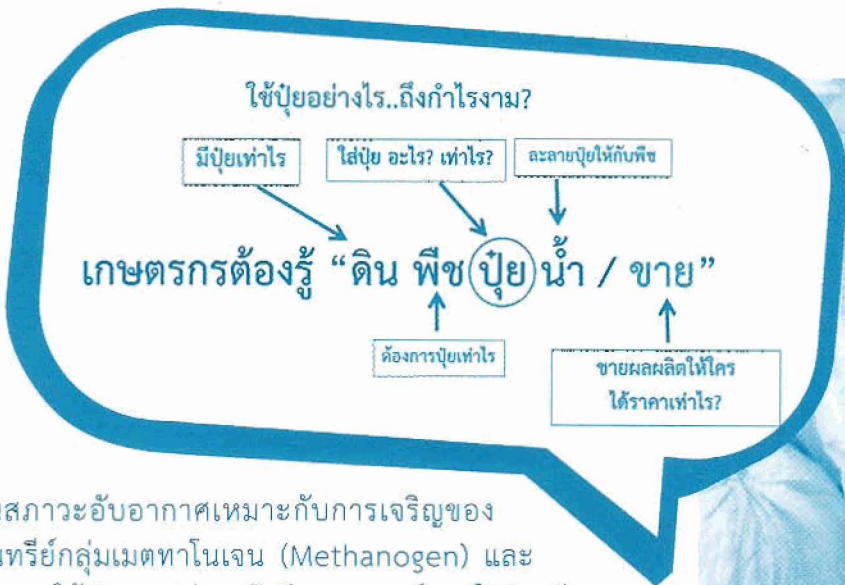 ใช้ปุ๋ยอย่างไร..ถึงกำไรงาม?
มีปุ๋ยเท่าไร
ใส่ปุ๋ย อะไร? เท่าไร?
ละลายปุ๋ยให้กับพืช
เกษตรกรต้องรู้ “ดิน พืช ปุ๋ย น้ำ / ขาย”
ต้องการปุ๋ยเท่าไร
ขายผลผลิตให้ใคร
ได้ราคาเท่าไร?
สภาวะอับอากาศเหมาะกับการเจริญของ
นทรีย์กลุ่มเมตทาโนเจน (Methanogen) และ